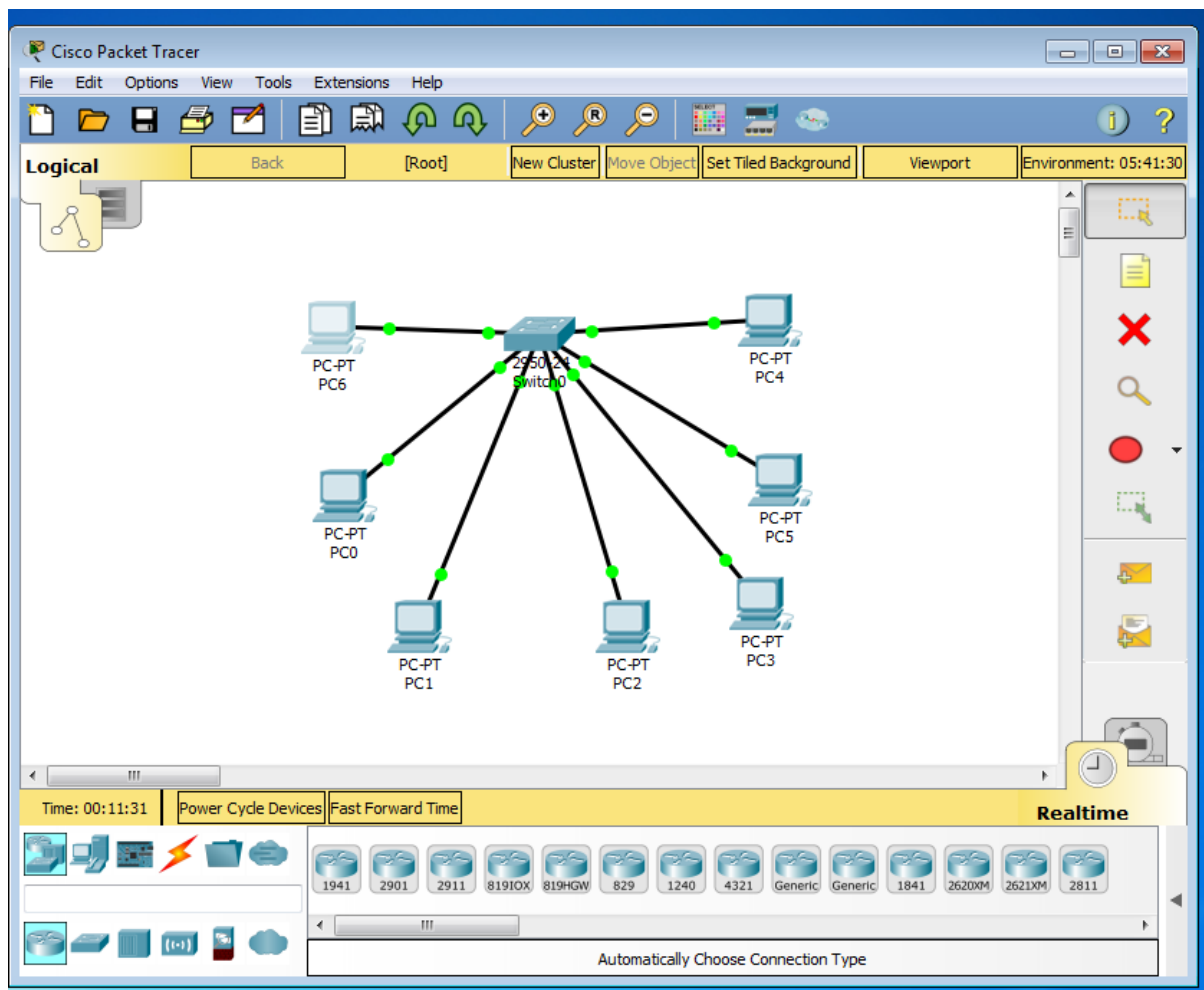 Cisco Packet Tracer
File Edit Options View Tools Extensions Help
Logical Back [Root] New Cluster Move Object Set Tiled Background Viewport Environment: 05:41:30
PC-PT
PC6
2950-24
Switch0
PC-PT
PC4
PC-PT
PC0
PC-PT
PC5
PC-PT
PC1
PC-PT
PC2
PC-PT
PC3
Time: 00:11:31 Power Cycle Devices Fast Forward Time Realtime
1941 2901 2911 819IOX 819HGW 829 1240 4321 Generic Generic 1841 2620XM 2621XM 2811
Automatically Choose Connection Type